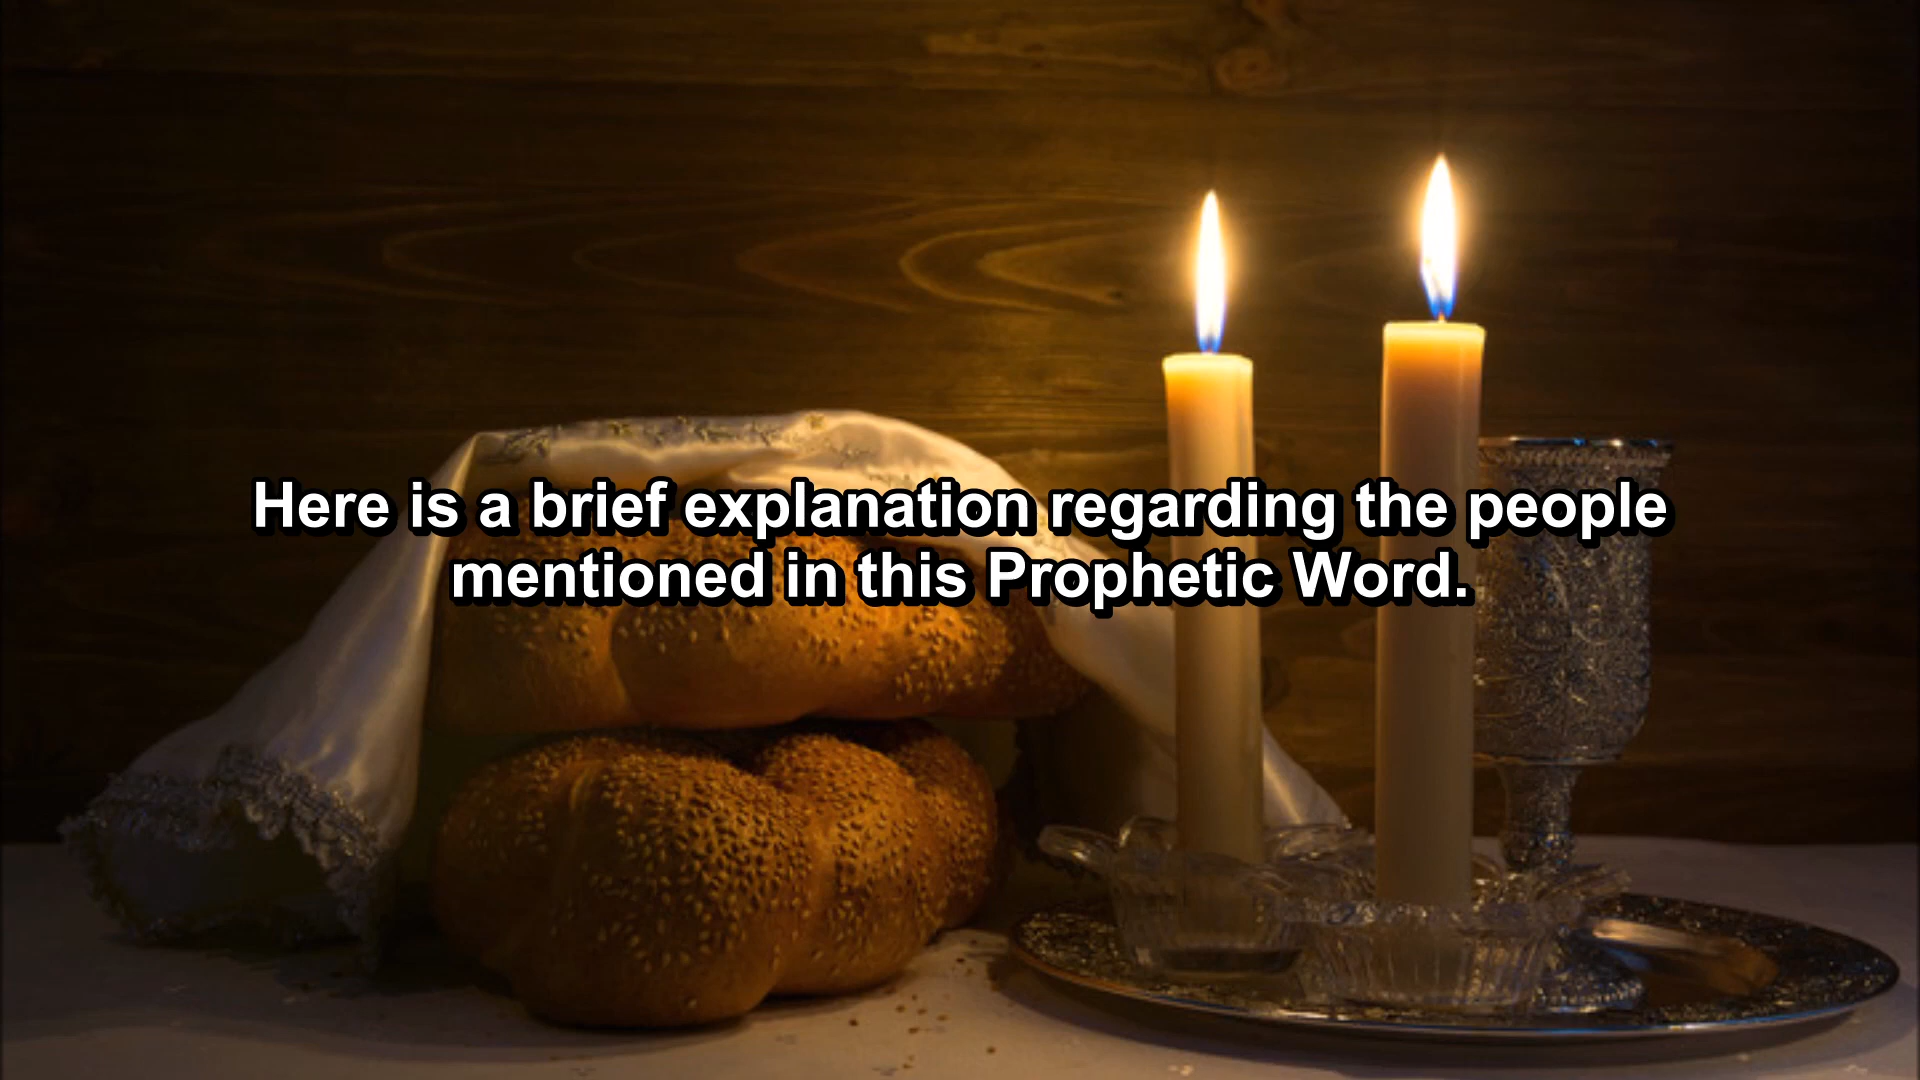 Here is a brief explanation regarding the people
mentioned in this Prophetic Word.